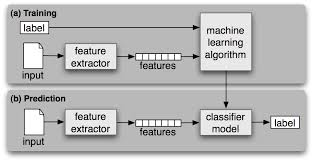 (a) Training
label
machine
learning
algorithm
feature
extractor
features
input
(b) Prediction
feature
extractor
features
classifier
model
label
input